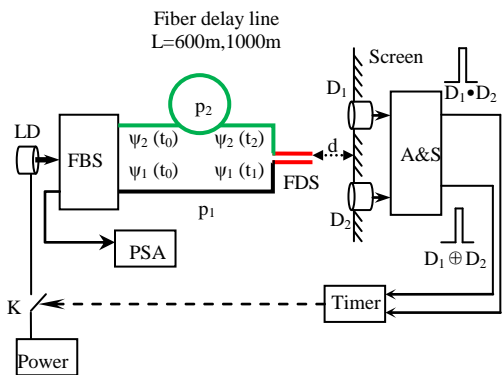 Fiber delay line
L=600m,1000m
Screen
D₁
D₁•D₂
p₂
LD
ψ₂ (t₀)
ψ₂ (t₂)
FBS
A&S
ψ₁ (t₀)
ψ₁ (t₁)
d
FDS
p₁
D₂
PSA
D₁⊕D₂
K
Timer
Power